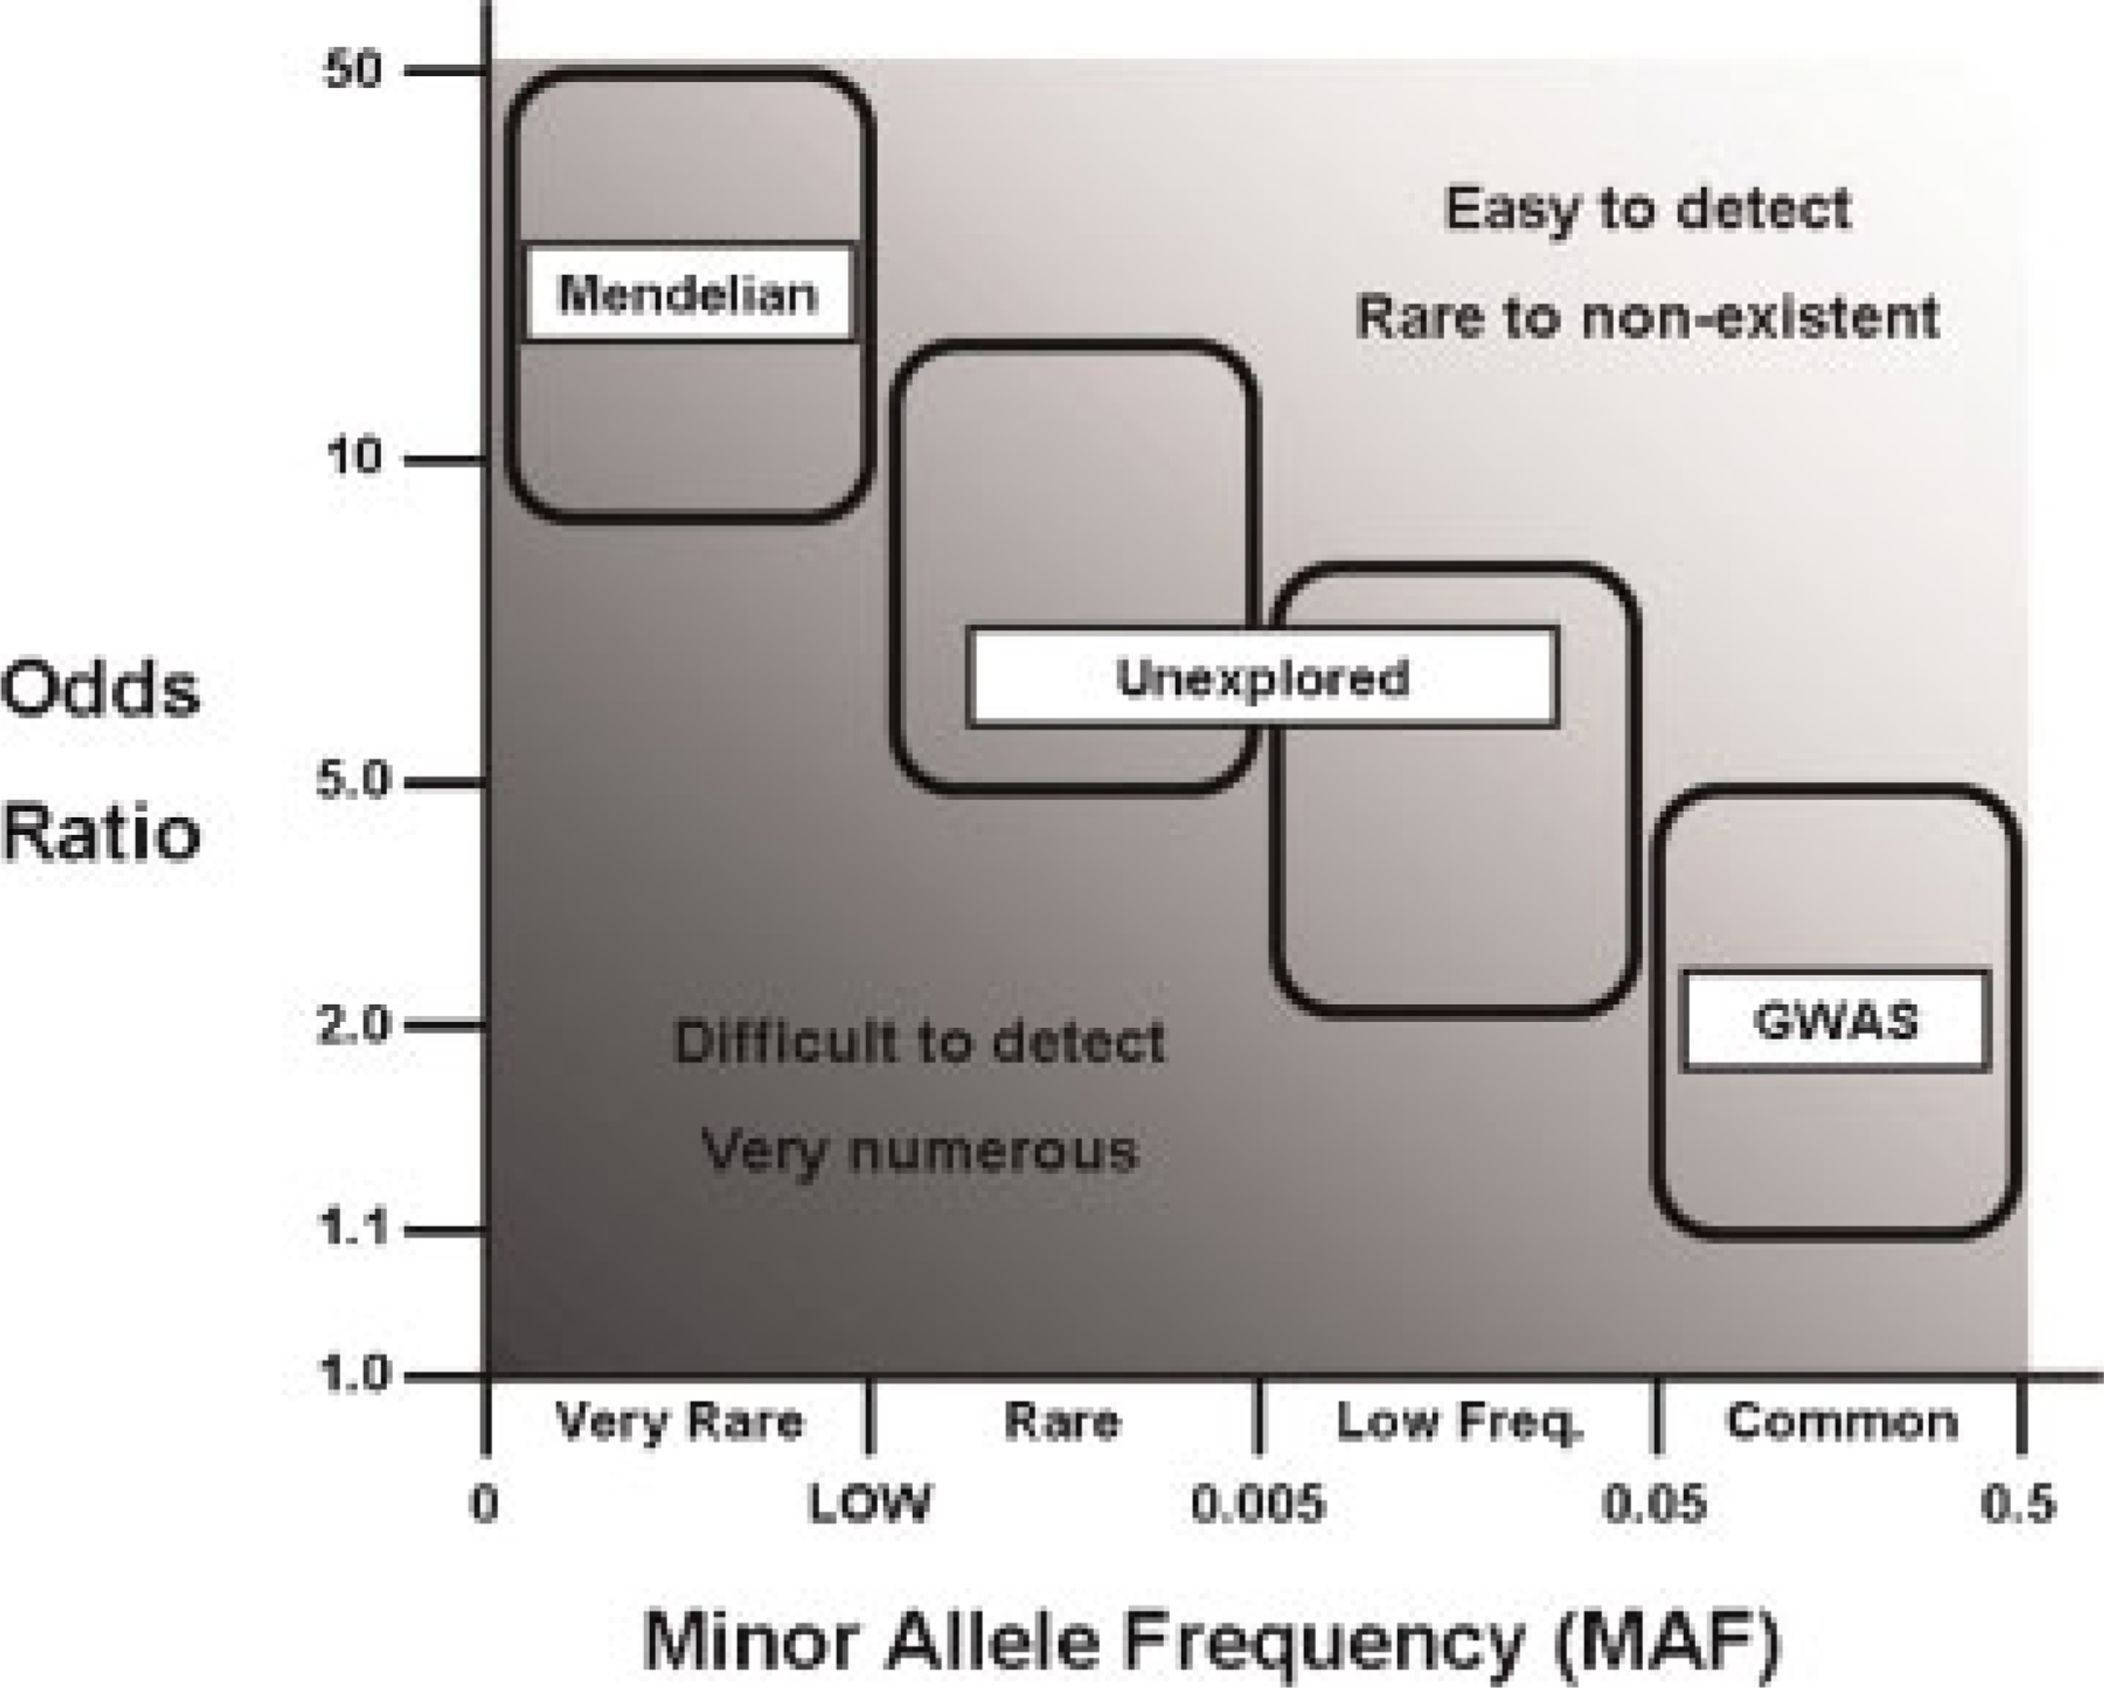 50
Easy to detect
Mendelian
Rare to non-existent
10
Unexplored
Odds
Ratio
5.0
GWAS
2.0
Difficult to detect
Very numerous
1.1
1.0
Very Rare
Rare
Low Freq.
Common
0
LOW
0.005
0.05
0.5
Minor Allele Frequency (MAF)